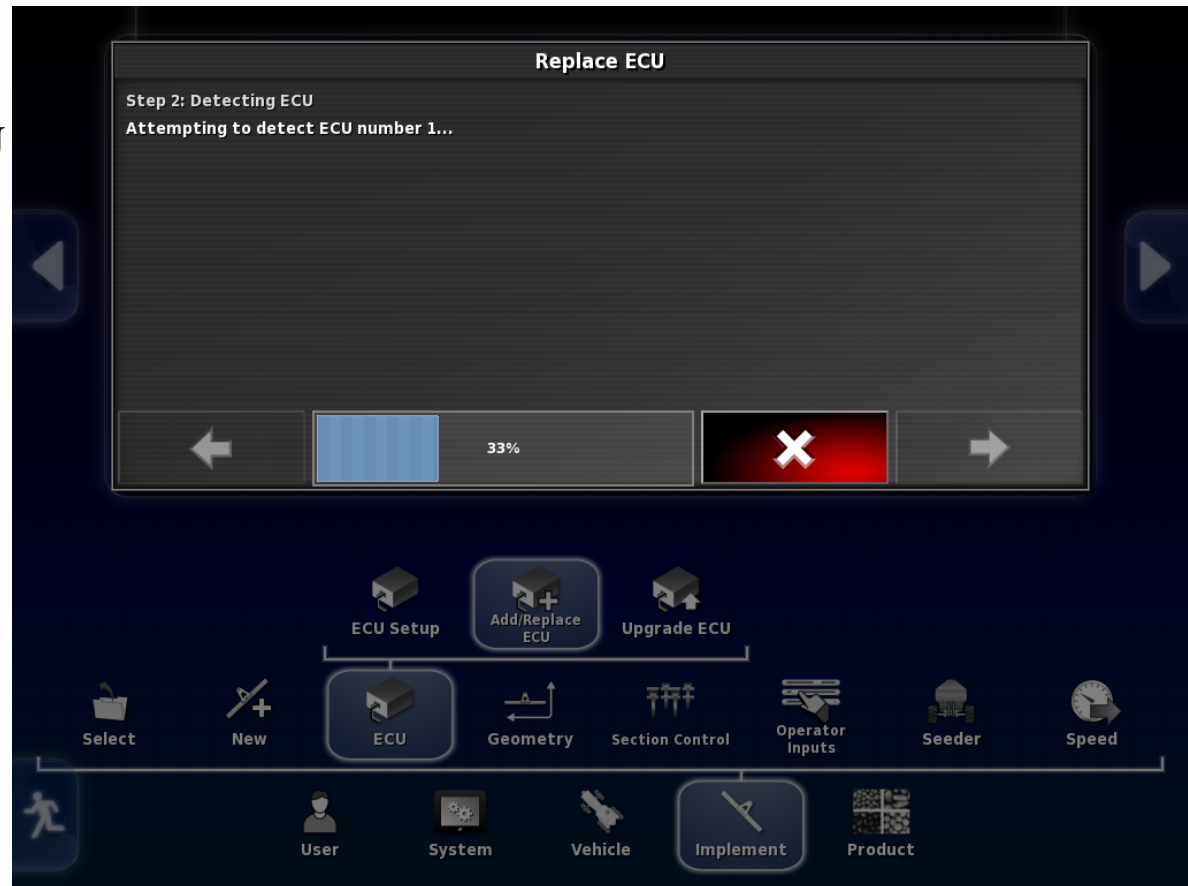 Replace ECU
Step 2: Detecting ECU
Attempting to detect ECU number 1...
33%
ECU Setup
Add/Replace
ECU
Upgrade ECU
Select
New
ECU
Geometry
Section Control
Operator
Inputs
Seeder
Speed
User
System
Vehicle
Implement
Product